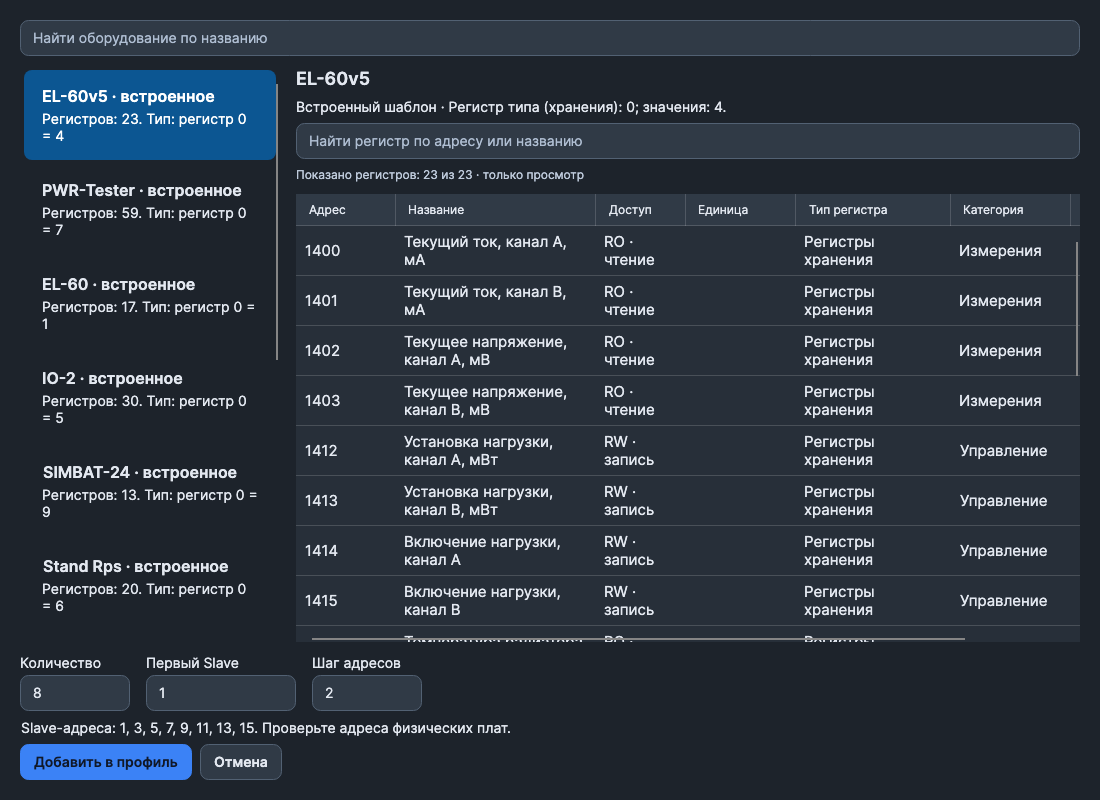 Найти оборудование по названию
EL-60v5 · встроенное
Регистров: 23. Тип: регистр 0
= 4
PWR-Tester · встроенное
Регистров: 59. Тип: регистр 0
= 7
EL-60 · встроенное
Регистров: 17. Тип: регистр 0 =
1
IO-2 · встроенное
Регистров: 30. Тип: регистр 0
= 5
SIMBAT-24 · встроенное
Регистров: 13. Тип: регистр 0 =
9
Stand Rps · встроенное
Регистров: 20. Тип: регистр 0
= 6
EL-60v5
Встроенный шаблон · Регистр типа (хранения): 0; значения: 4.
Найти регистр по адресу или названию
Показано регистров: 23 из 23 · только просмотр
Адрес Название Доступ Единица Тип регистра Категория
1400 Текущий ток, канал A, мА RO · чтение Регистры хранения Измерения
1401 Текущий ток, канал B, мА RO · чтение Регистры хранения Измерения
1402 Текущее напряжение, канал A, мВ RO · чтение Регистры хранения Измерения
1403 Текущее напряжение, канал B, мВ RO · чтение Регистры хранения Измерения
1412 Установка нагрузки, канал A, мВт RW · запись Регистры хранения Управление
1413 Установка нагрузки, канал B, мВт RW · запись Регистры хранения Управление
1414 Включение нагрузки, канал A RW · запись Регистры хранения Управление
1415 Включение нагрузки, канал B RW · запись Регистры хранения Управление
Количество Первый Slave Шаг адресов
8 1 2
Slave-адреса: 1, 3, 5, 7, 9, 11, 13, 15. Проверьте адреса физических плат.
Добавить в профиль Отмена